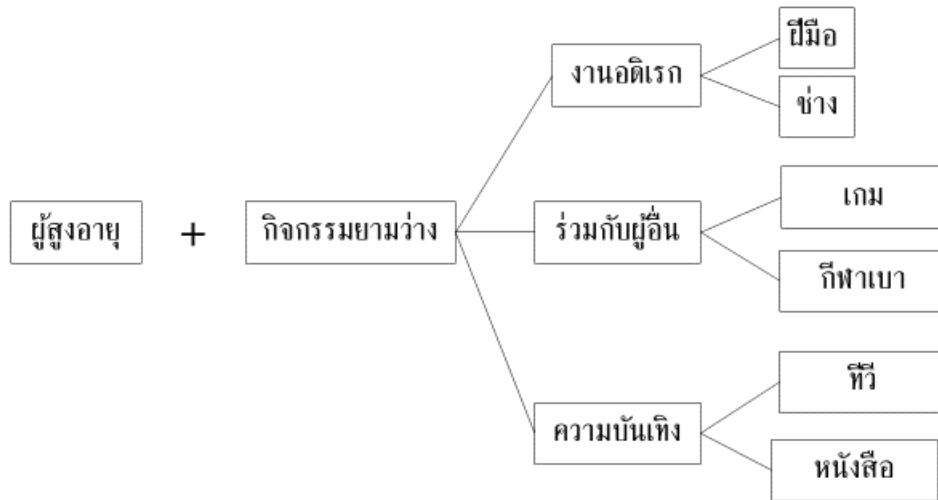 ผู้สูงอายุ
+
กิจกรรมยามว่าง
งานอดิเรก
ฝีมือ
ช่าง
ร่วมกับผู้อื่น
เกม
กีฬาเบา
ความบันเทิง
ทีวี
หนังสือ